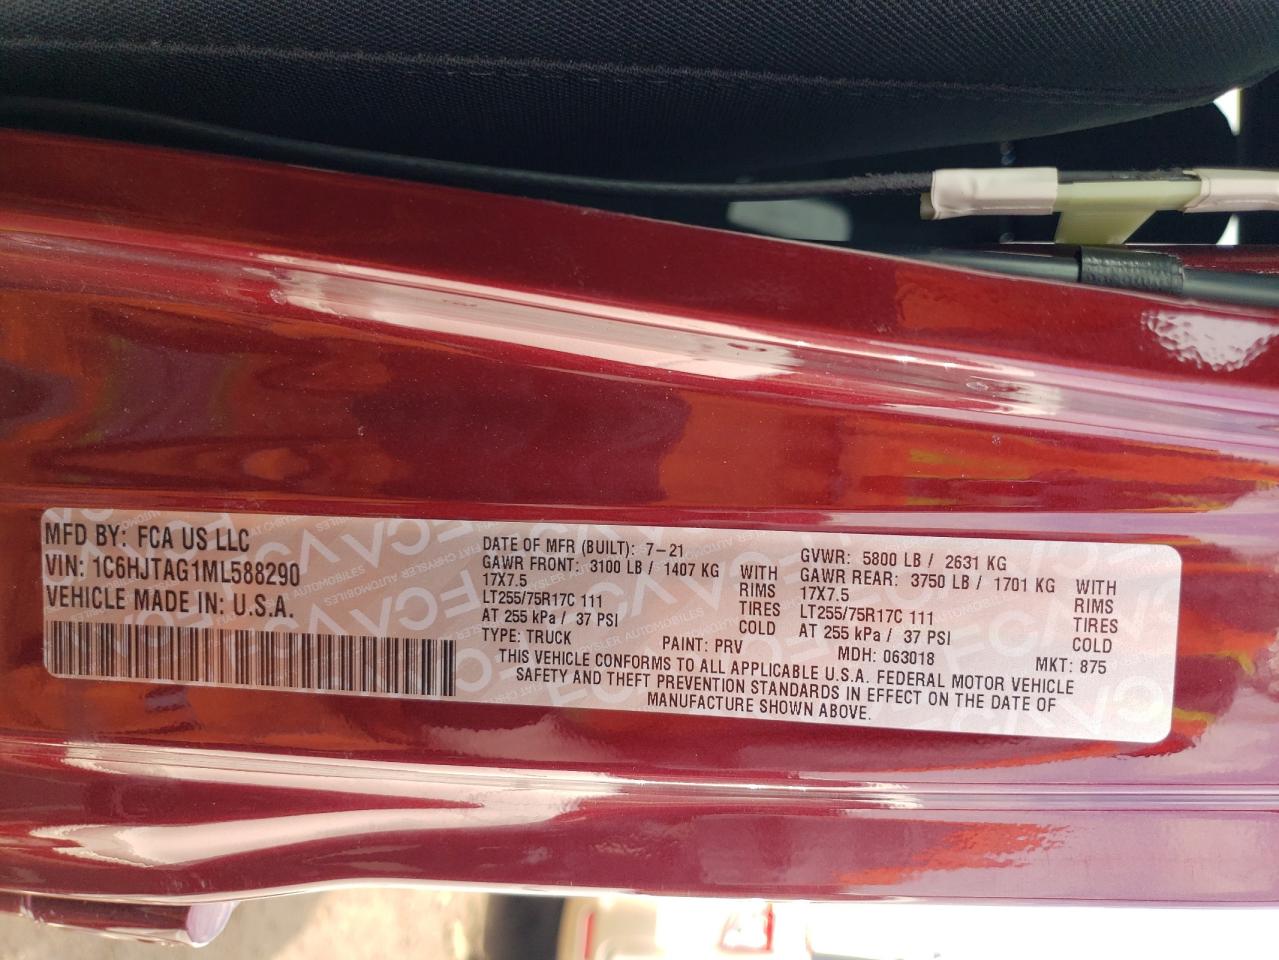 MFD BY: FCA US LLC
VIN: 1C6HJTAG1ML588290
VEHICLE MADE IN: U.S.A.
DATE OF MFR (BUILT): 7-21
GAWR FRONT: 3100 LB / 1407 KG WITH
17X7.5 RIMS
LT255/75R17C 111 TIRES
AT 255 kPa / 37 PSI COLD
TYPE: TRUCK PAINT: PRV
GVWR: 5800 LB / 2631 KG
GAWR REAR: 3750 LB / 1701 KG WITH
17X7.5 RIMS
LT255/75R17C 111 TIRES
AT 255 kPa / 37 PSI COLD
MDH: 063018 MKT: 875
THIS VEHICLE CONFORMS TO ALL APPLICABLE U.S.A. FEDERAL MOTOR VEHICLE
SAFETY AND THEFT PREVENTION STANDARDS IN EFFECT ON THE DATE OF
MANUFACTURE SHOWN ABOVE.